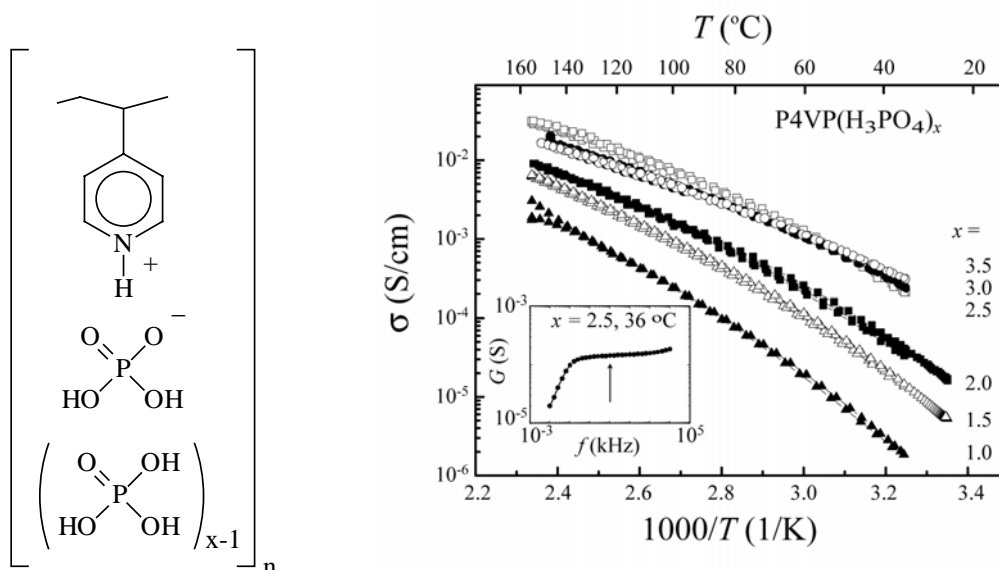 N
H
+
O
O
−
P
HO
OH
O
OH
P
HO
OH
x-1
n
T (°C)
160 140 120 100 80 60 40 20
P4VP(H₃PO₄)ₓ
σ (S/cm)
10⁻²
10⁻³
10⁻⁴
10⁻⁵
10⁻⁶
x =
3.5
3.0
2.5
2.0
1.5
1.0
10⁻³
x = 2.5, 36 ºC
G (S)
10⁻⁵
10⁻³
10⁵
f (kHz)
2.2 2.4 2.6 2.8 3.0 3.2 3.4
1000/T (1/K)